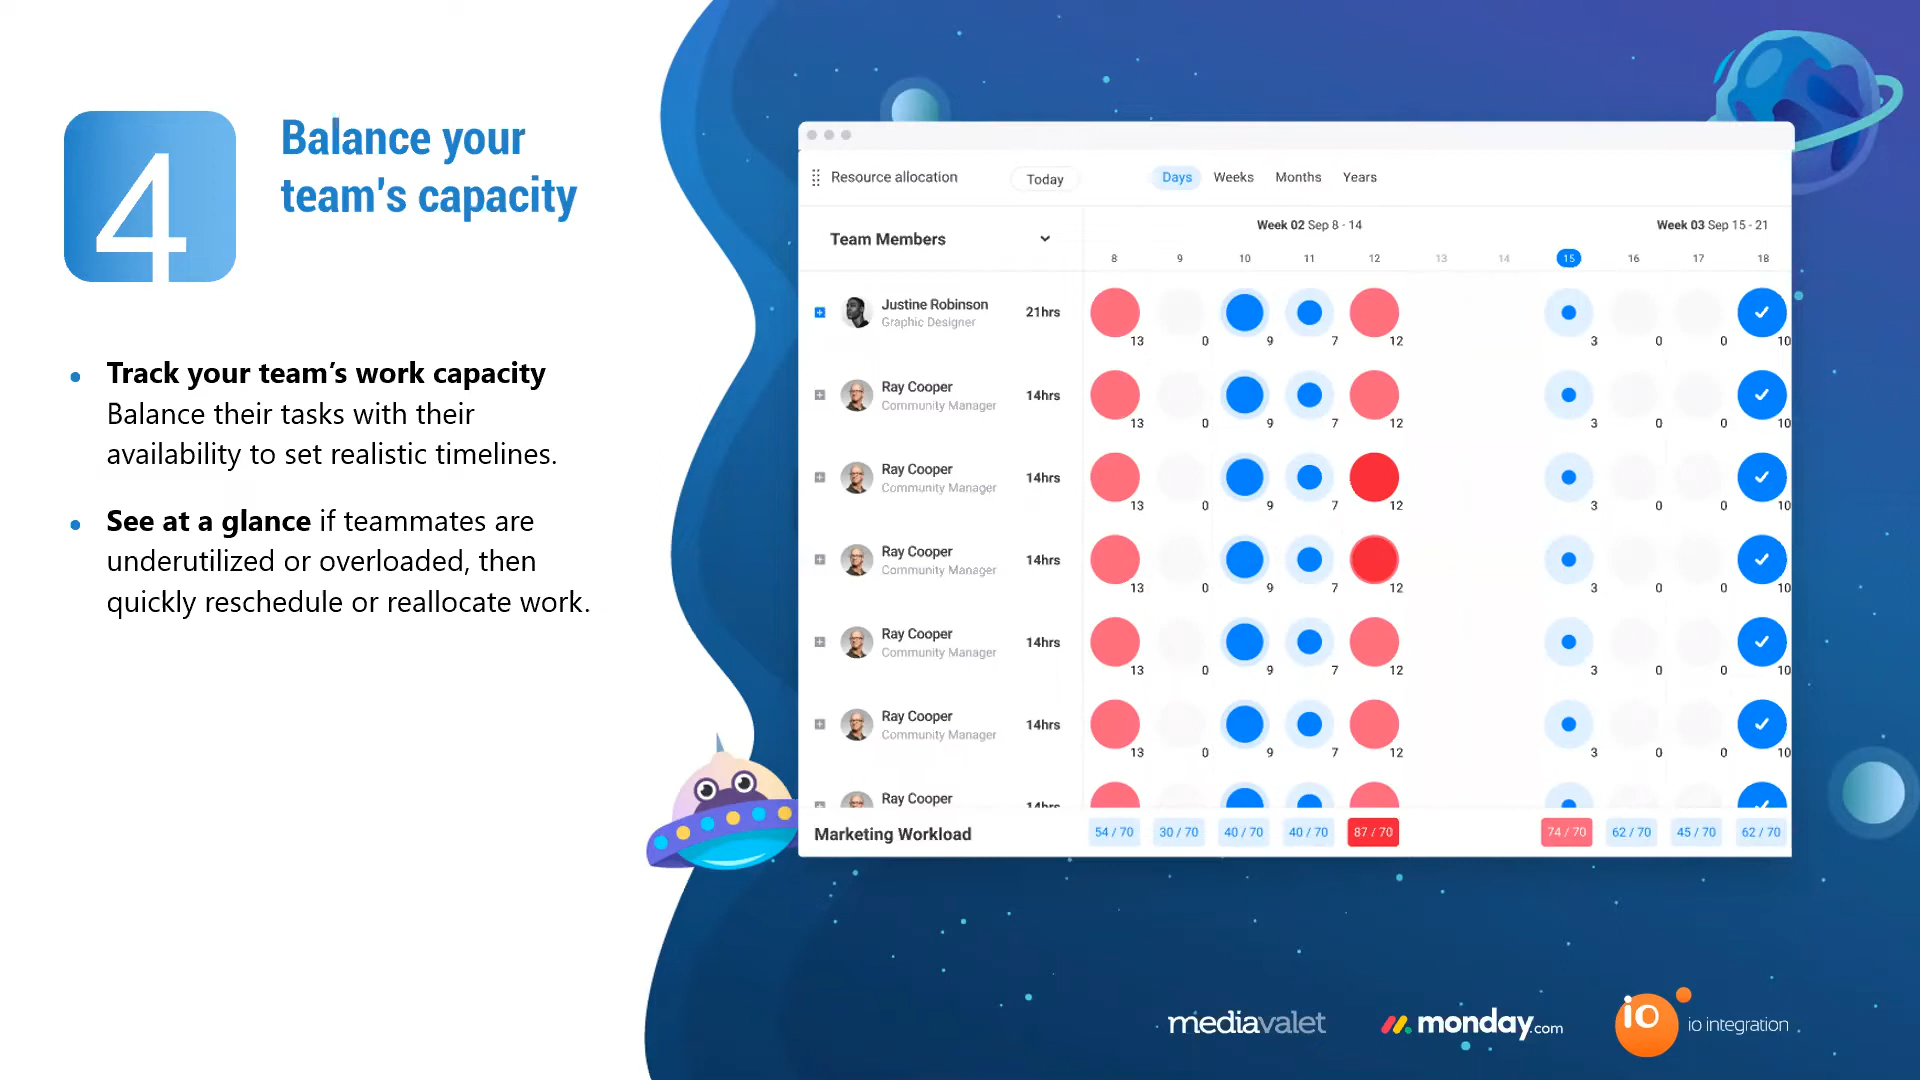 4
Balance your
team's capacity
• Track your team’s work capacity
Balance their tasks with their
availability to set realistic timelines.
• See at a glance if teammates are
underutilized or overloaded, then
quickly reschedule or reallocate work.
Resource allocation Today Days Weeks Months Years
Week 02 Sep 8 - 14 Week 03 Sep 15 - 21
Team Members
8 9 10 11 12 13 14 15 16 17 18
Justine Robinson
Graphic Designer
21hrs
13 0 9 7 12 3 0 0 10
Ray Cooper
Community Manager
14hrs
13 0 9 7 12 3 0 0 10
Ray Cooper
Community Manager
14hrs
13 0 9 7 12 3 0 0 10
Ray Cooper
Community Manager
14hrs
13 0 9 7 12 3 0 0 10
Ray Cooper
Community Manager
14hrs
13 0 9 7 12 3 0 0 10
Ray Cooper
Community Manager
14hrs
13 0 9 7 12 3 0 0 10
Ray Cooper
14hrs
Marketing Workload 54 / 70 30 / 70 40 / 70 40 / 70 87 / 70 74 / 70 62 / 70 45 / 70 62 / 70
mediavalet
monday.com
io io integration